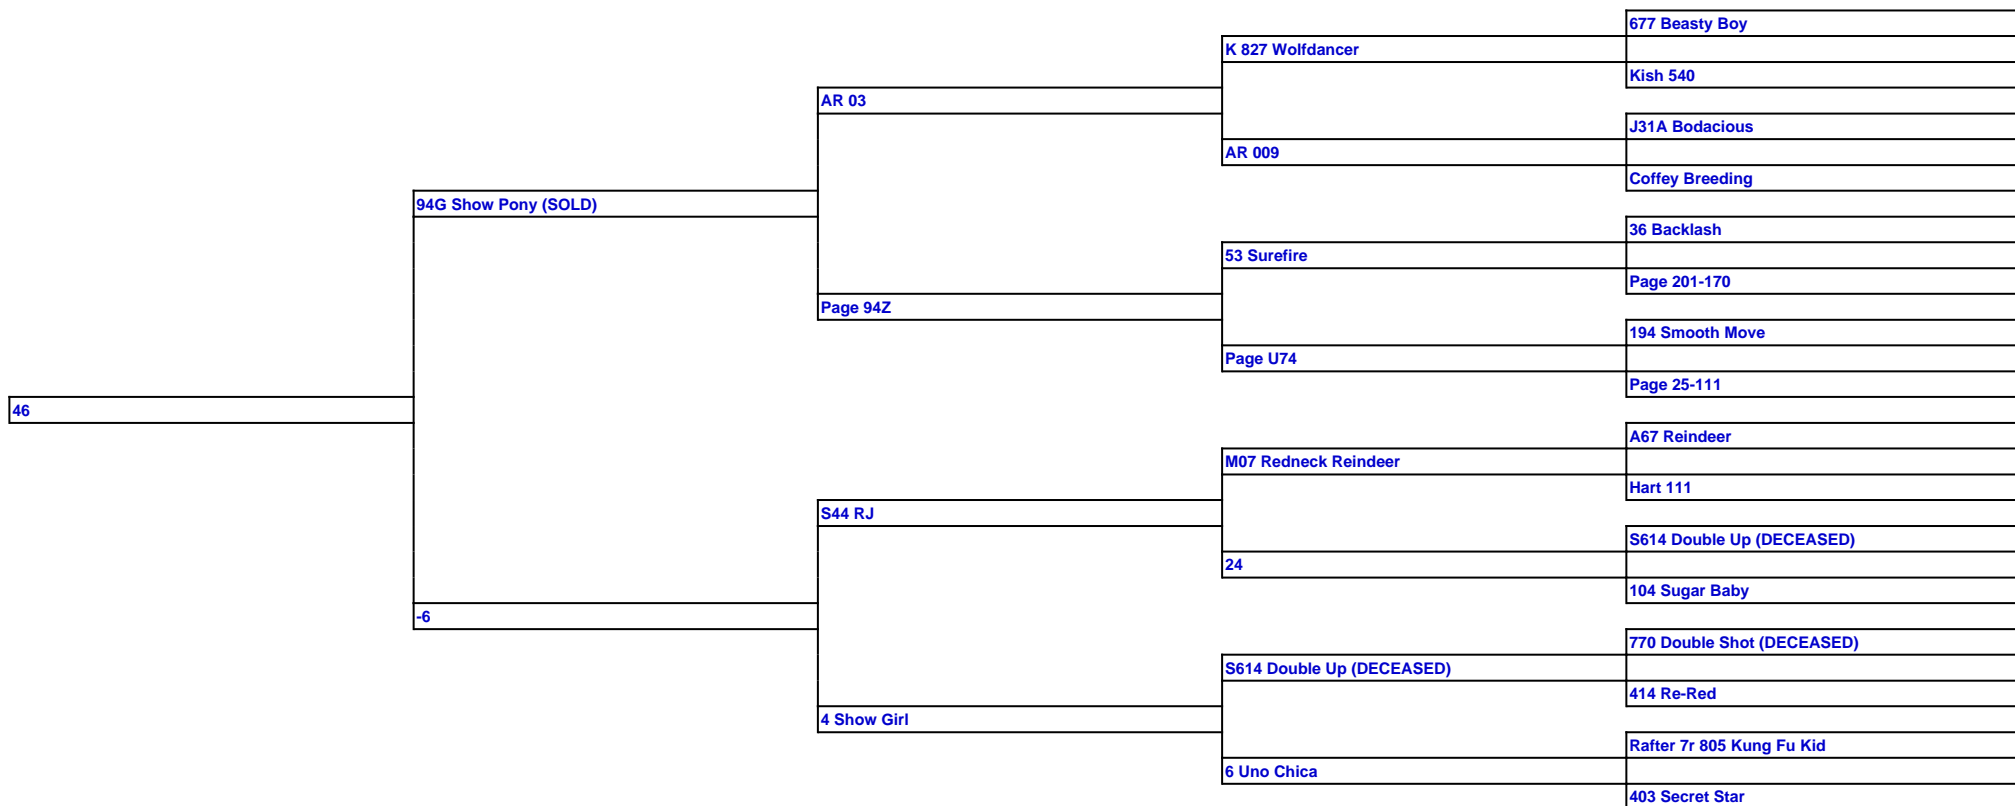 677 Beasty Boy
K 827 Wolfdancer
Kish 540
AR 03
J31A Bodacious
AR 009
Coffey Breeding
94G Show Pony (SOLD)
36 Backlash
53 Surefire
Page 201-170
Page 94Z
194 Smooth Move
Page U74
Page 25-111
46
A67 Reindeer
M07 Redneck Reindeer
Hart 111
S44 RJ
S614 Double Up (DECEASED)
24
104 Sugar Baby
-6
770 Double Shot (DECEASED)
S614 Double Up (DECEASED)
414 Re-Red
4 Show Girl
Rafter 7r 805 Kung Fu Kid
6 Uno Chica
403 Secret Star